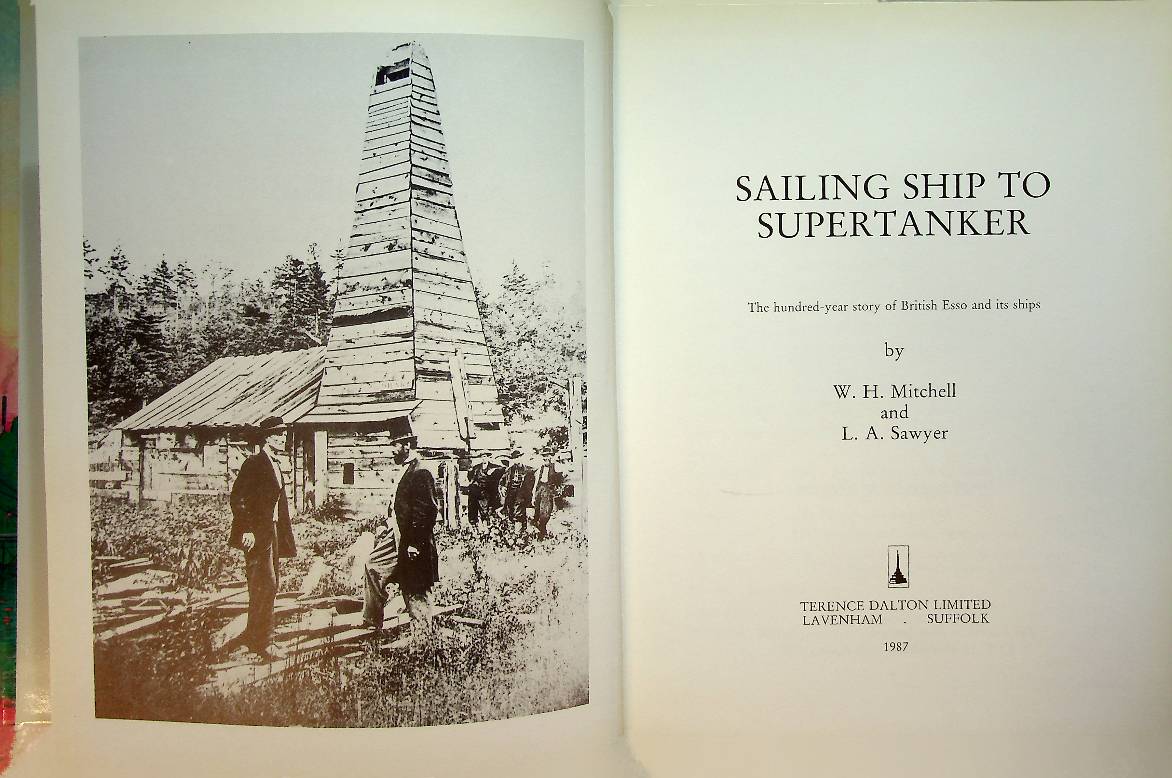 SAILING SHIP TO
SUPERTANKER
The hundred-year story of British Esso and its ships
by
W. H. Mitchell
and
L. A. Sawyer
TERENCE DALTON LIMITED
LAVENHAM . SUFFOLK
1987